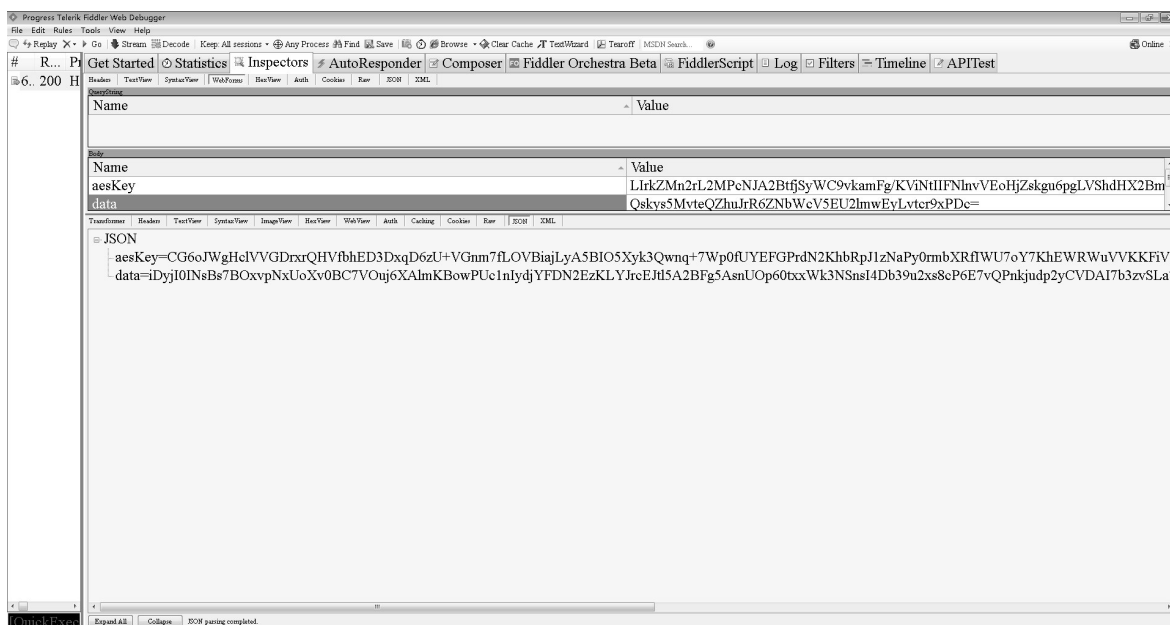 Progress Telerik Fiddler Web Debugger
File Edit Rules Tools View Help
Replay X Go Stream Decode Keep: All sessions Any Process Find Save Browse Clear Cache TextWizard Tearoff MSDN Search... Online
# R... Pr Get Started Statistics Inspectors AutoResponder Composer Fiddler Orchestra Beta FiddlerScript Log Filters Timeline APITest
6.. 200 H Headers TextView SyntaxView WebForms HexView Auth Cookies Raw JSON XML
QueryString
Name Value
Body
Name Value
aesKey LIrkZMn2rL2MPcNJA2BtfjSyWC9vkamFg/KViNtIIFNlnvVEoHjZskgu6pgLVShdHX2Bm
data Qskys5MvteQZhuJrR6ZNbWcV5EU2lmwEyLvtcr9xPDc=
Transformer Headers TextView SyntaxView ImageView HexView WebView Auth Caching Cookies Raw JSON XML
JSON
aesKey=CG6oJWgHclVVGDrxrQHVfbhED3DxqD6zU+VGnm7fLOVBiajLyA5BIO5Xyk3Qwnq+7Wp0fUYEFGPrdN2KhbRpJ1zNaPy0rmbXRfIWU7oY7KhEWRWuVVKKFiV
data=iDyjI0INsBs7BOxvpNxUoXv0BC7VOuj6XAlmKBowPUc1nIydjYFDN2EzKLYJrcEJtl5A2BFg5AsnUOp60txxWk3NSnsI4Db39u2xs8cP6E7vQPnkjudp2yCVDAI7b3zvSLa
[QuickExec Expand All Collapse JSON parsing completed.